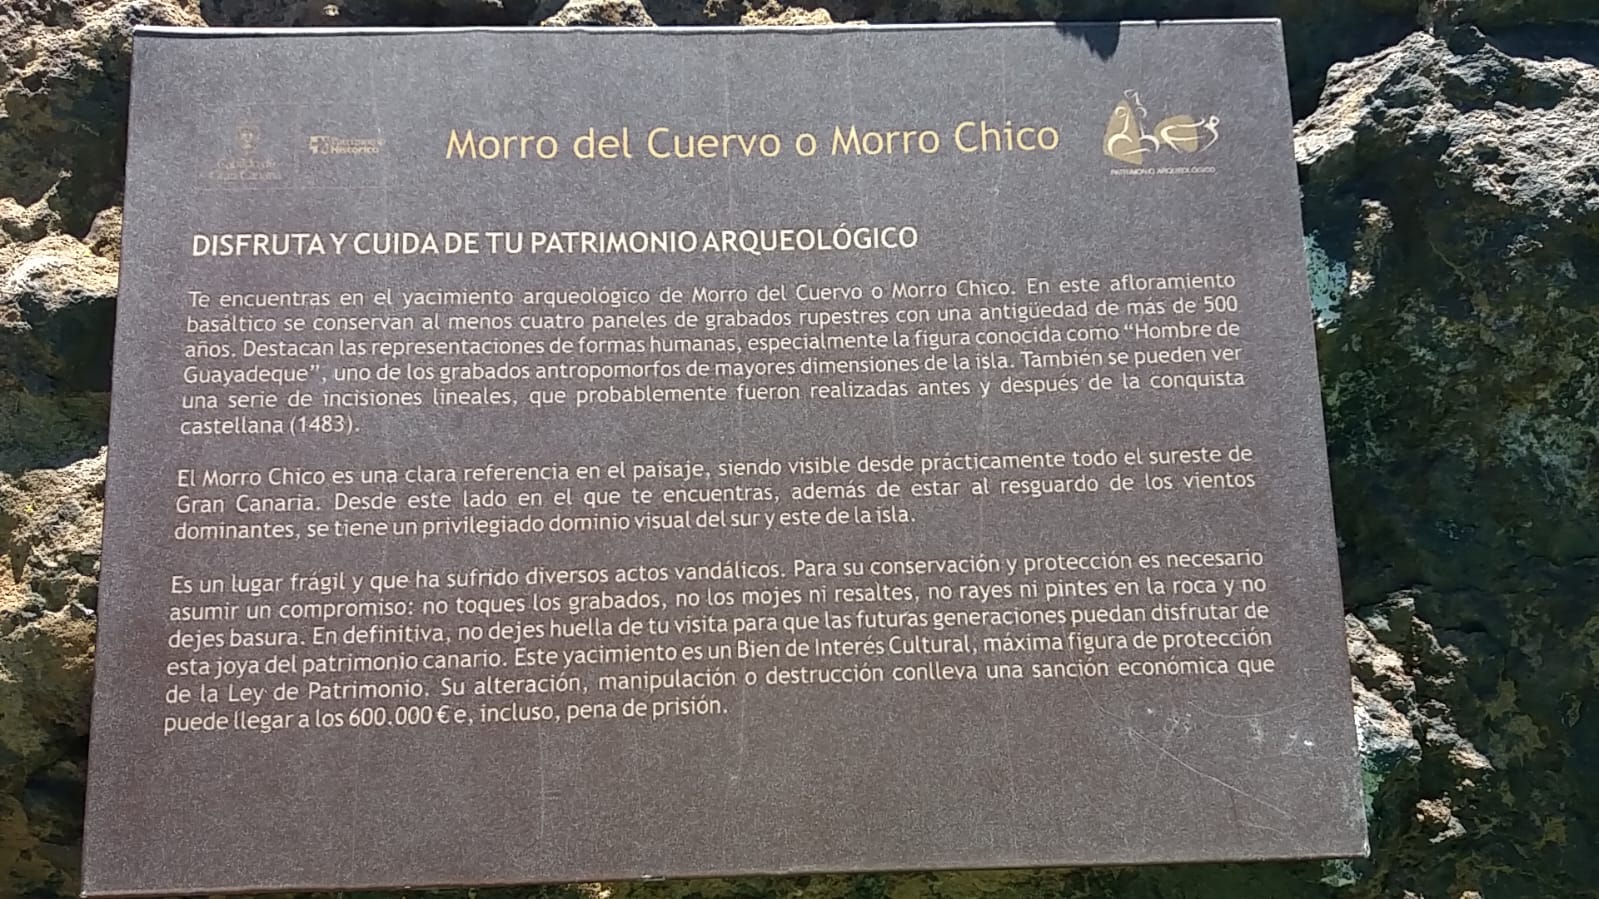 Cabildo de
Gran Canaria
Patrimonio
Histórico
Morro del Cuervo o Morro Chico
PATRIMONIO ARQUEOLÓGICO
DISFRUTA Y CUIDA DE TU PATRIMONIO ARQUEOLÓGICO
Te encuentras en el yacimiento arqueológico de Morro del Cuervo o Morro Chico. En este afloramiento
basáltico se conservan al menos cuatro paneles de grabados rupestres con una antigüedad de más de 500
años. Destacan las representaciones de formas humanas, especialmente la figura conocida como “Hombre de
Guayadeque”, uno de los grabados antropomorfos de mayores dimensiones de la isla. También se pueden ver
una serie de incisiones lineales, que probablemente fueron realizadas antes y después de la conquista
castellana (1483).
El Morro Chico es una clara referencia en el paisaje, siendo visible desde prácticamente todo el sureste de
Gran Canaria. Desde este lado en el que te encuentras, además de estar al resguardo de los vientos
dominantes, se tiene un privilegiado dominio visual del sur y este de la isla.
Es un lugar frágil y que ha sufrido diversos actos vandálicos. Para su conservación y protección es necesario
asumir un compromiso: no toques los grabados, no los mojes ni resaltes, no rayes ni pintes en la roca y no
dejes basura. En definitiva, no dejes huella de tu visita para que las futuras generaciones puedan disfrutar de
esta joya del patrimonio canario. Este yacimiento es un Bien de Interés Cultural, máxima figura de protección
de la Ley de Patrimonio. Su alteración, manipulación o destrucción conlleva una sanción económica que
puede llegar a los 600.000 € e, incluso, pena de prisión.